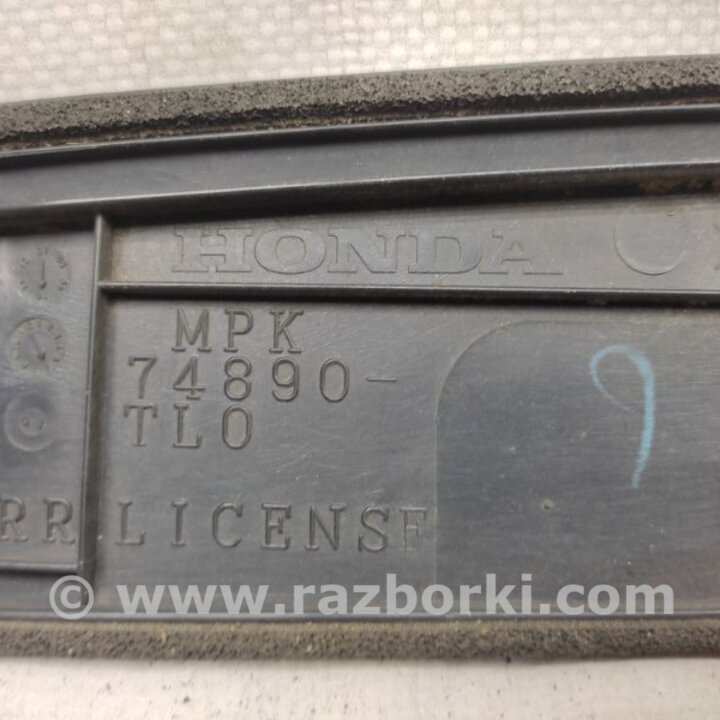 HONDA
MPK
74890-
TL0
RR LICENSE
© www.razborki.com